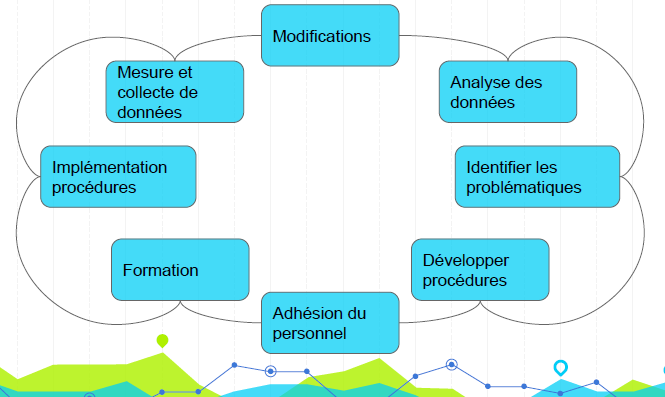 Modifications
Mesure et
collecte de
données
Analyse des
données
Implémentation
procédures
Identifier les
problématiques
Formation
Développer
procédures
Adhésion du
personnel